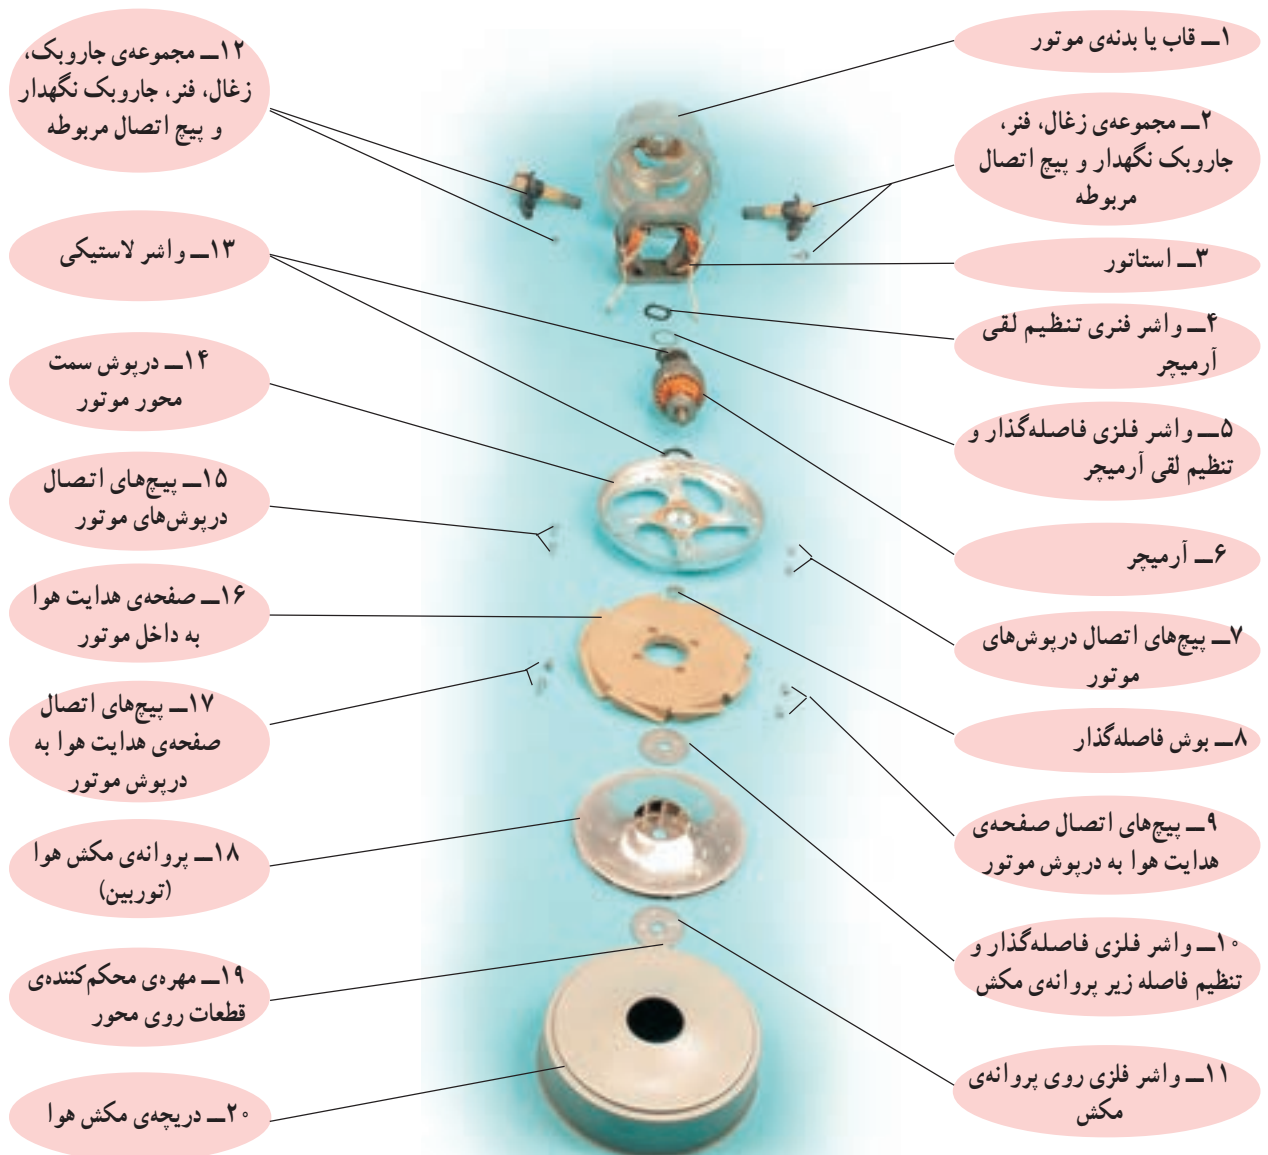 ۱ــ قاب یا بدنه‌ی موتور
۲ــ مجموعه‌ی زغال، فنر،
جاروبک نگهدار و پیچ اتصال
مربوطه
۳ــ استاتور
۴ــ واشر فنری تنظیم لقی
آرمیچر
۵ــ واشر فلزی فاصله‌گذار و
تنظیم لقی آرمیچر
۶ــ آرمیچر
۷ــ پیچ‌های اتصال درپوش‌های
موتور
۸ــ بوش فاصله‌گذار
۹ــ پیچ‌های اتصال صفحه‌ی
هدایت هوا به درپوش موتور
۱۰ــ واشر فلزی فاصله‌گذار و
تنظیم فاصله زیر پروانه‌ی مکش
۱۱ــ واشر فلزی روی پروانه‌ی
مکش
۱۲ــ مجموعه‌ی جاروبک،
زغال، فنر، جاروبک نگهدار
و پیچ اتصال مربوطه
۱۳ــ واشر لاستیکی
۱۴ــ درپوش سمت
محور موتور
۱۵ــ پیچ‌های اتصال
درپوش‌های موتور
۱۶ــ صفحه‌ی هدایت هوا
به داخل موتور
۱۷ــ پیچ‌های اتصال
صفحه‌ی هدایت هوا به
درپوش موتور
۱۸ــ پروانه‌ی مکش هوا
(توربین)
۱۹ــ مهره‌ی محکم‌کننده‌ی
قطعات روی محور
۲۰ــ دریچه‌ی مکش هوا